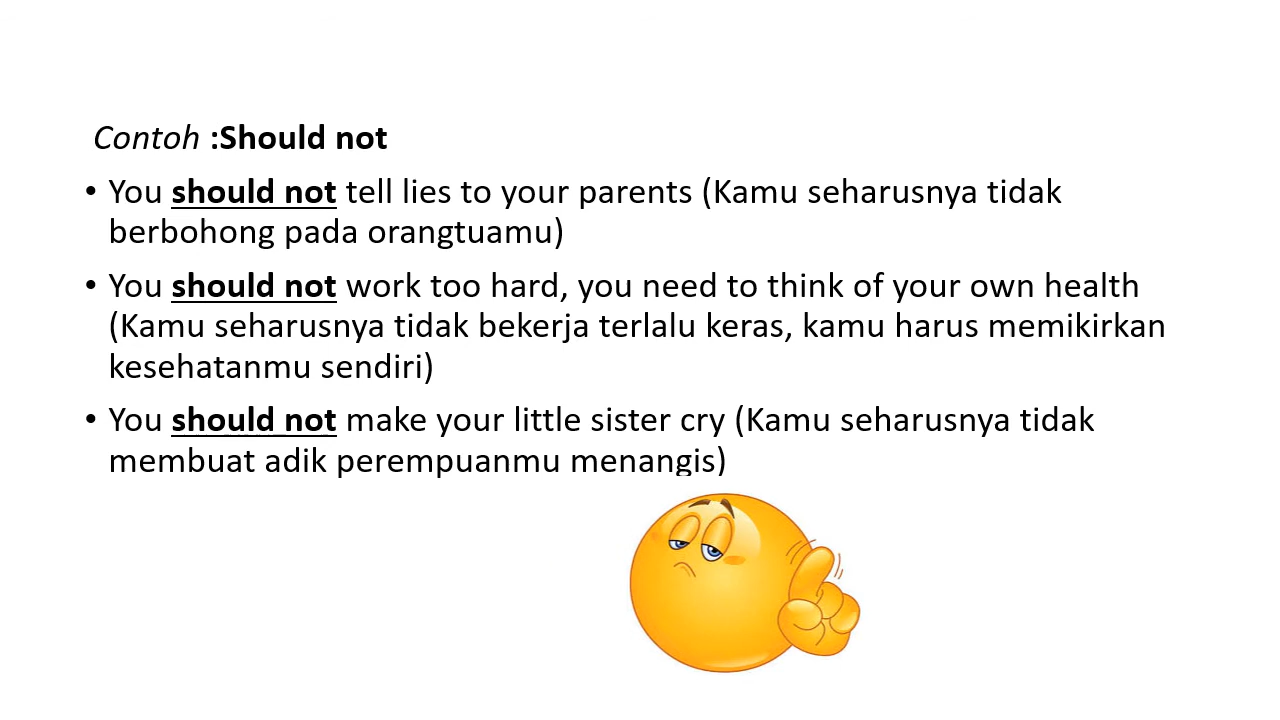 Contoh :Should not
• You should not tell lies to your parents (Kamu seharusnya tidak
berbohong pada orangtuamu)
• You should not work too hard, you need to think of your own health
(Kamu seharusnya tidak bekerja terlalu keras, kamu harus memikirkan
kesehatanmu sendiri)
• You should not make your little sister cry (Kamu seharusnya tidak
membuat adik perempuanmu menangis)